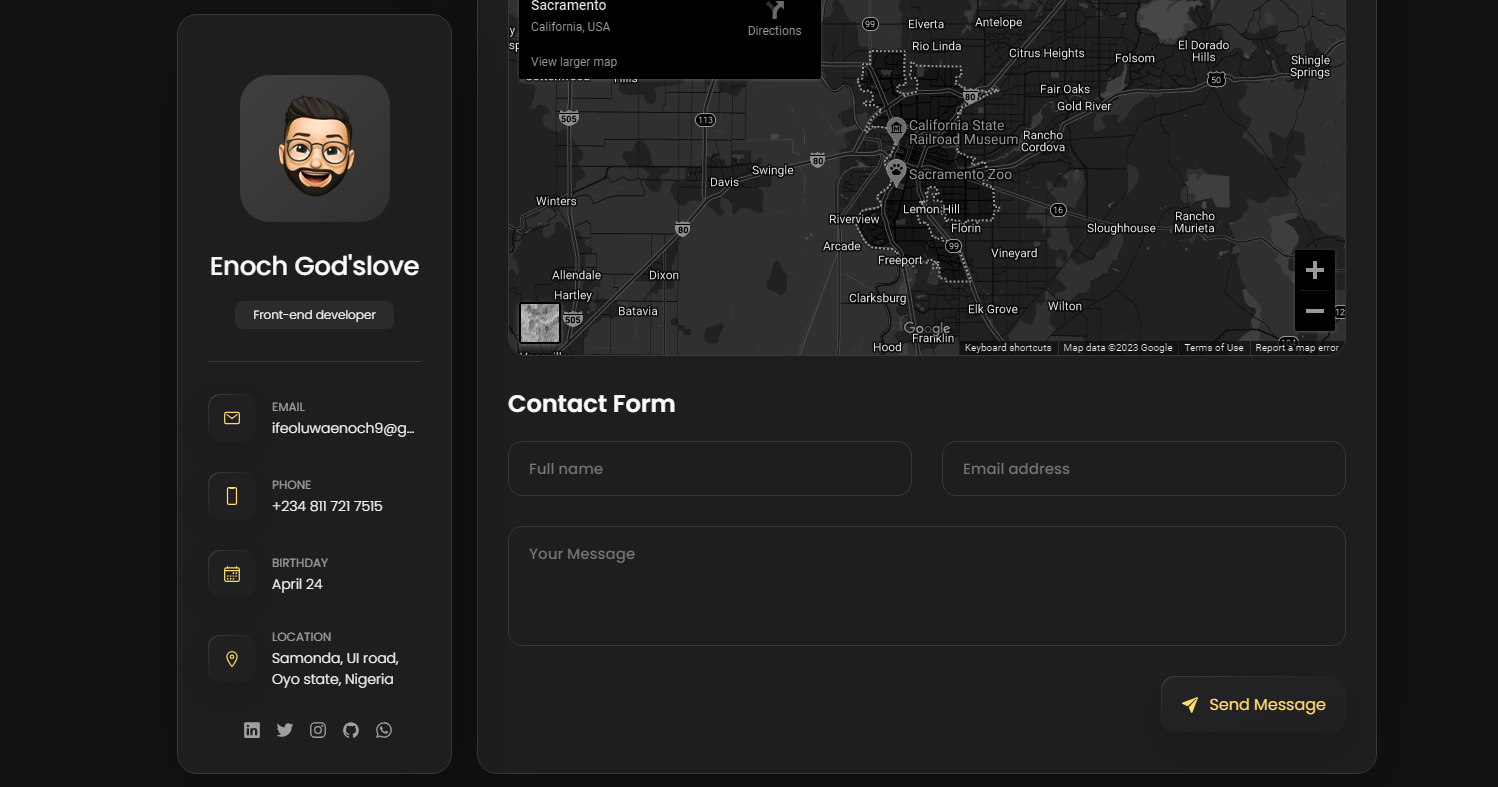 Enoch God'slove
Front-end developer
EMAIL
ifeoluwaenoch9@g...
PHONE
+234 811 721 7515
BIRTHDAY
April 24
LOCATION
Samonda, UI road,
Oyo state, Nigeria
Sacramento
California, USA
Directions
View larger map
99
Elverta
Antelope
Rio Linda
Citrus Heights
Folsom
El Dorado
Hills
Shingle
Springs
50
80
Fair Oaks
Gold River
505
113
California State
Railroad Museum
Rancho
Cordova
80
Swingle
Davis
Sacramento Zoo
Winters
Lemon Hill
16
Riverview
Florin
Sloughhouse
Rancho
Murieta
80
Arcade
99
Vineyard
Freeport
Allendale
Dixon
Hartley
Clarksburg
Batavia
505
Elk Grove
Wilton
Google
Franklin
Hood
Keyboard shortcuts
Map data ©2023 Google
Terms of Use
Report a map error
Contact Form
Full name
Email address
Your Message
Send Message